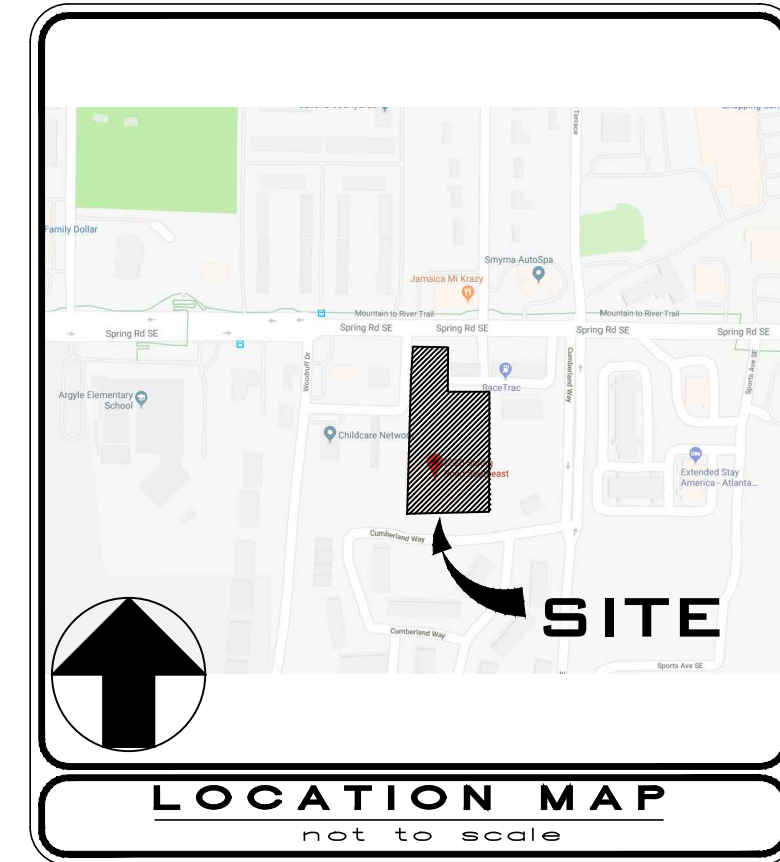 Family Dollar
Terrace
Smyrna AutoSpa
Jamaica Mi Krazy
Mountain to River Trail
Mountain to River Trail
Spring Rd SE
Spring Rd SE
Spring Rd SE
Spring Rd SE
Spring Rd SE
Woodruff Dr
Cumberland Way
Sports Ave SE
RaceTrac
Argyle Elementary
School
Childcare Networ
Extended Stay
America - Atlanta...
Cumberland Way
SITE
Cumberland Way
Sports Ave SE
LOCATION MAP
not to scale